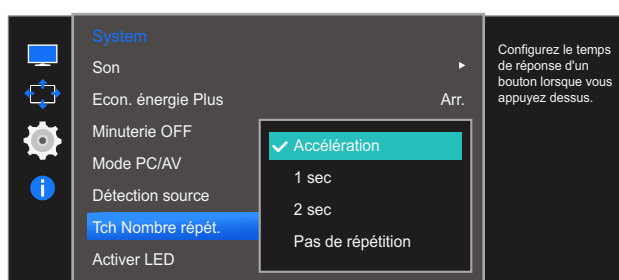 System
Son
Econ. énergie Plus Arr.
Minuterie OFF
Mode PC/AV
Détection source
Tch Nombre répét.
Activer LED
Accélération
1 sec
2 sec
Pas de répétition
Configurez le temps
de réponse d'un
bouton lorsque vous
appuyez dessus.